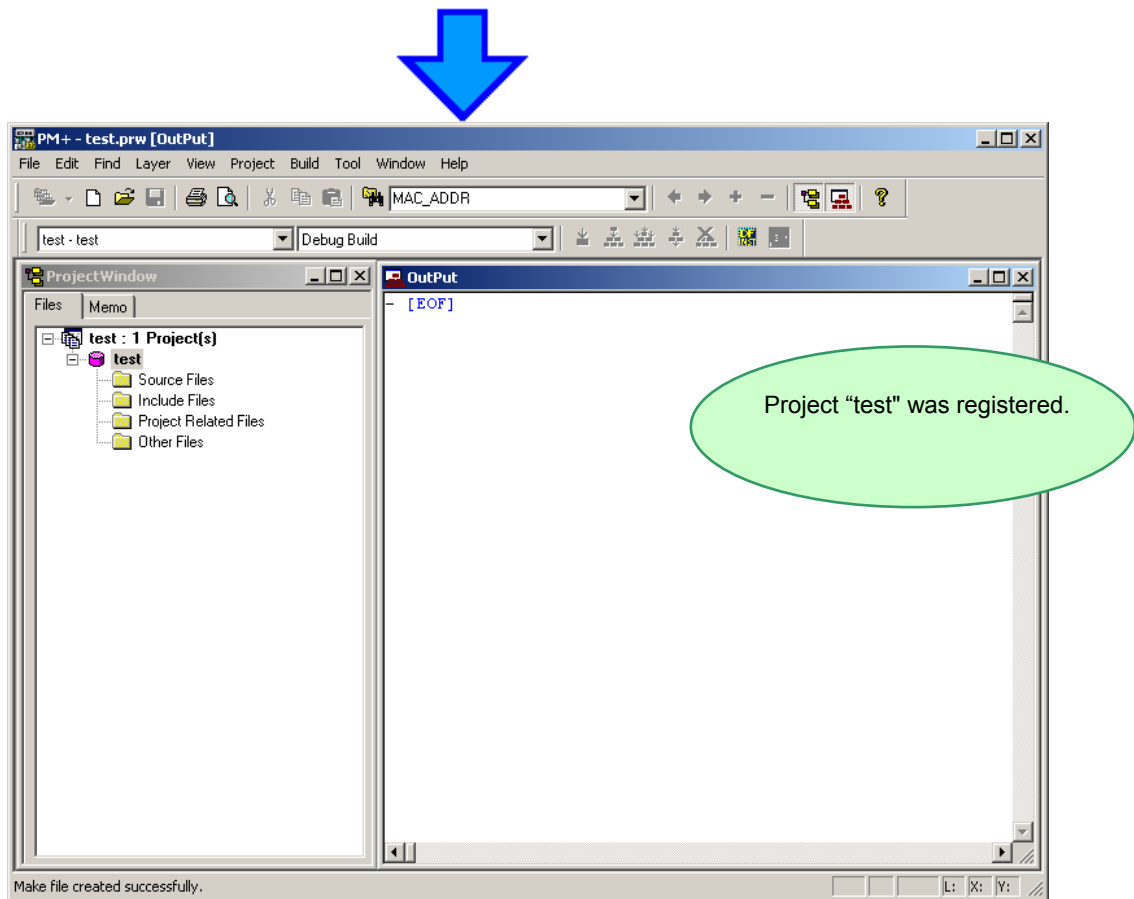 PM+ - test.prw [OutPut]
File Edit Find Layer View Project Build Tool Window Help
MAC_ADDR
test - test Debug Build
ProjectWindow
Files Memo
test : 1 Project(s)
test
Source Files
Include Files
Project Related Files
Other Files
OutPut
[EOF]
Project “test" was registered.
Make file created successfully.
L: X: Y: